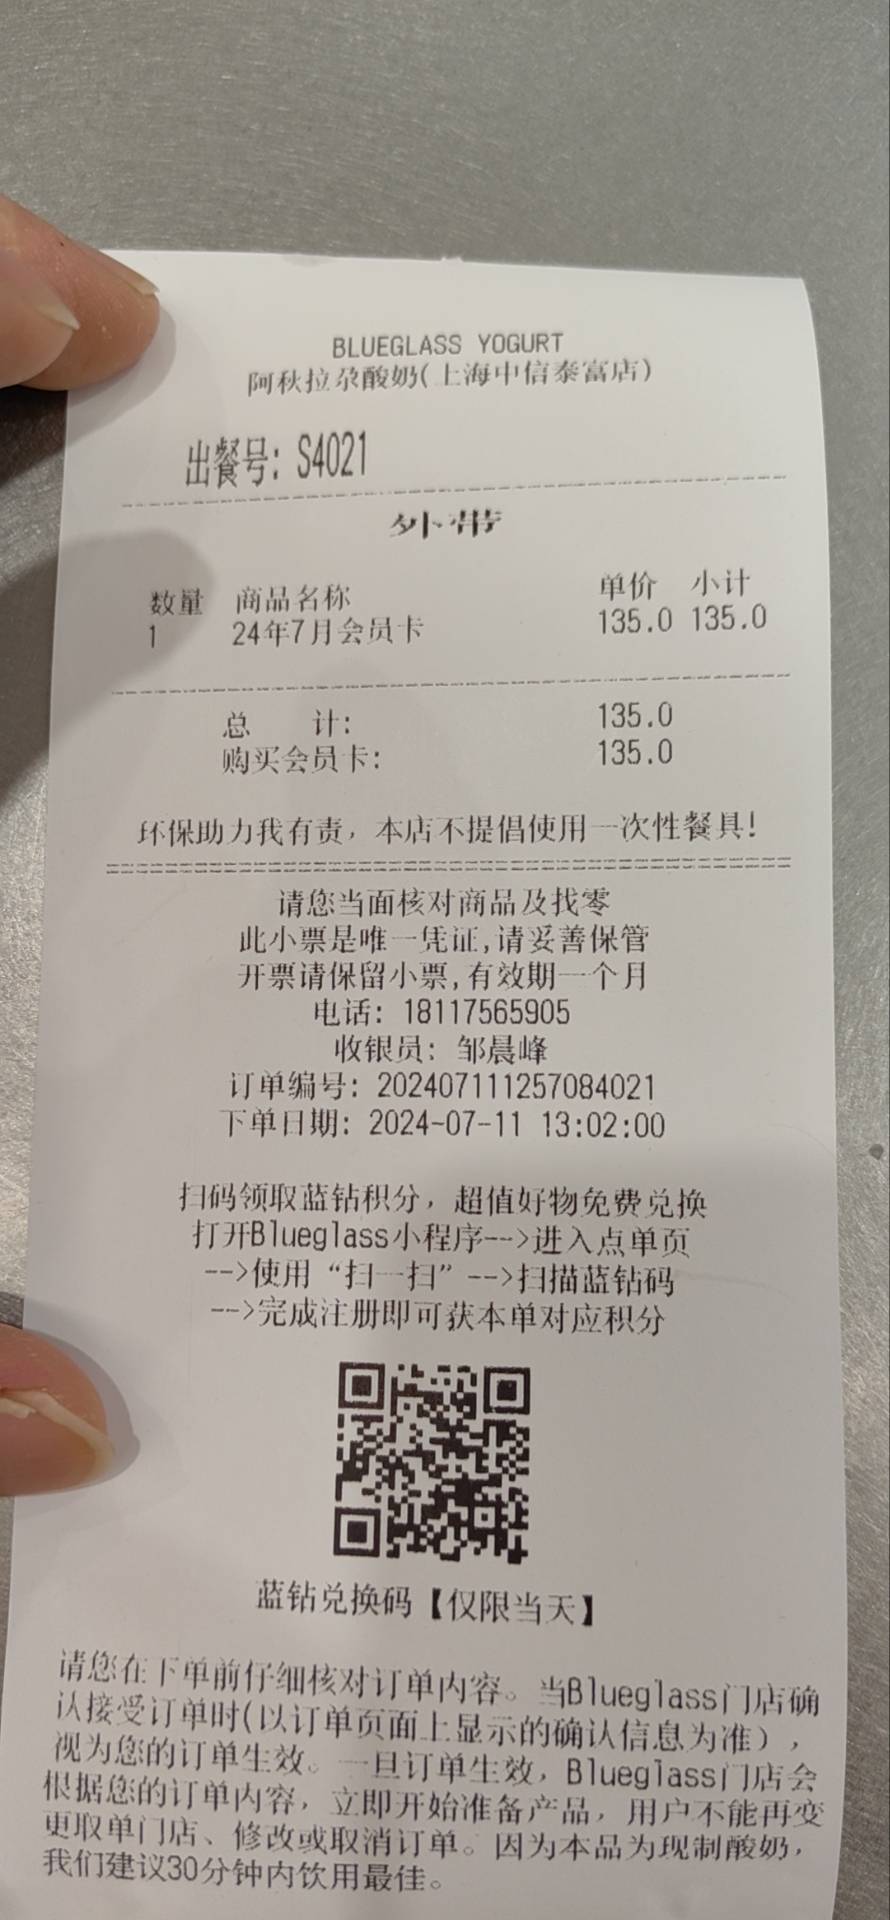 BLUEGLASS YOGURT
阿秋拉尕酸奶(上海中信泰富店)
出餐号: S4021
外带
数量 商品名称 单价 小计
1 24年7月会员卡 135.0 135.0
总 计: 135.0
购买会员卡: 135.0
环保助力我有责，本店不提倡使用一次性餐具!
请您当面核对商品及找零
此小票是唯一凭证,请妥善保管
开票请保留小票,有效期一个月
电话: 18117565905
收银员: 邹晨峰
订单编号: 202407111257084021
下单日期: 2024-07-11 13:02:00
扫码领取蓝钻积分，超值好物免费兑换
打开Blueglass小程序-->进入点单页
-->使用“扫一扫”-->扫描蓝钻码
-->完成注册即可获本单对应积分
蓝钻兑换码【仅限当天】
请您在下单前仔细核对订单内容。当Blueglass门店确
认接受订单时(以订单页面上显示的确认信息为准)，
视为您的订单生效。一旦订单生效，Blueglass门店会
根据您的订单内容，立即开始准备产品，用户不能再变
更取单门店、修改或取消订单。因为本品为现制酸奶，
我们建议30分钟内饮用最佳。